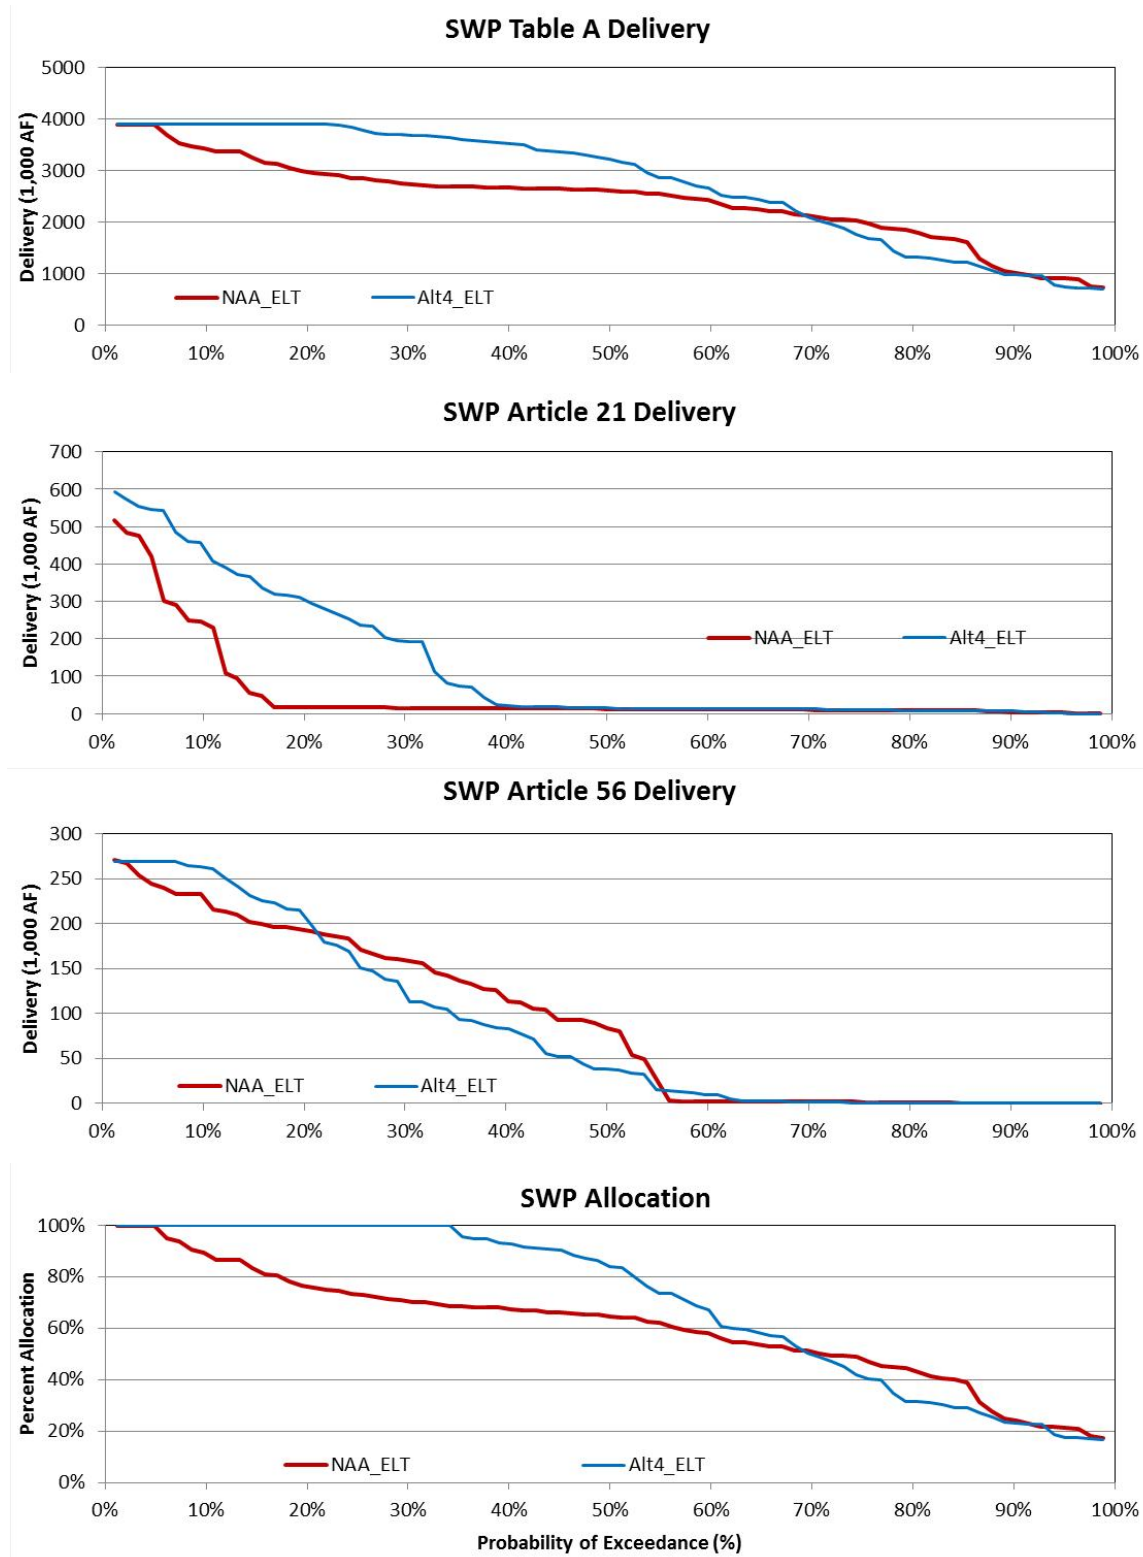 SWP Table A Delivery
Delivery (1,000 AF)
5000
4000
3000
2000
1000
0
NAA_ELT Alt4_ELT
0% 10% 20% 30% 40% 50% 60% 70% 80% 90% 100%
SWP Article 21 Delivery
Delivery (1,000 AF)
700
600
500
400
300
200
100
0
NAA_ELT Alt4_ELT
0% 10% 20% 30% 40% 50% 60% 70% 80% 90% 100%
SWP Article 56 Delivery
Delivery (1,000 AF)
300
250
200
150
100
50
0
NAA_ELT Alt4_ELT
0% 10% 20% 30% 40% 50% 60% 70% 80% 90% 100%
SWP Allocation
Percent Allocation
100%
80%
60%
40%
20%
0%
NAA_ELT Alt4_ELT
0% 10% 20% 30% 40% 50% 60% 70% 80% 90% 100%
Probability of Exceedance (%)